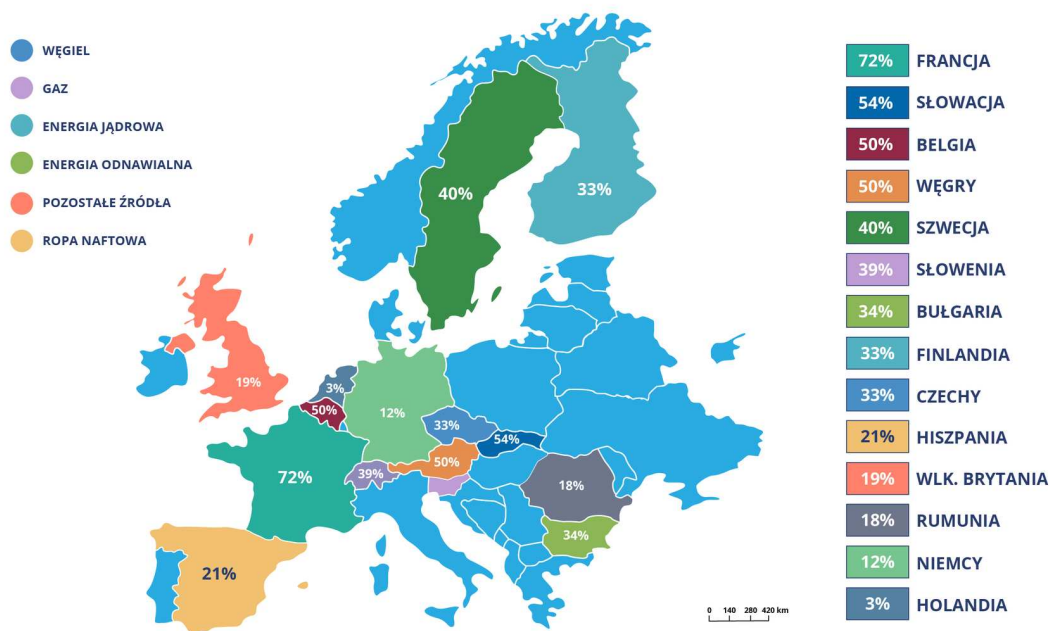 WĘGIEL
GAZ
ENERGIA JĄDROWA
ENERGIA ODNAWIALNA
POZOSTAŁE ŹRÓDŁA
ROPA NAFTOWA
40%
33%
19%
3%
50%
12%
33%
54%
50%
39%
72%
18%
34%
21%
0 140 280 420 km
72% FRANCJA
54% SŁOWACJA
50% BELGIA
50% WĘGRY
40% SZWECJA
39% SŁOWENIA
34% BUŁGARIA
33% FINLANDIA
33% CZECHY
21% HISZPANIA
19% WLK. BRYTANIA
18% RUMUNIA
12% NIEMCY
3% HOLANDIA